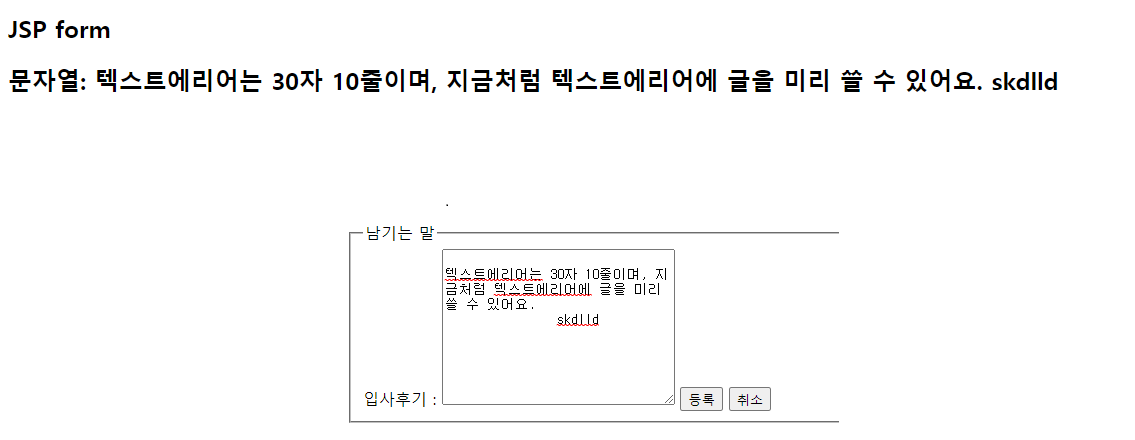 JSP form
문자열: 텍스트에리어는 30자 10줄이며, 지금처럼 텍스트에리어에 글을 미리 쓸 수 있어요. skdlld
.
남기는 말
텍스트에리어는 30자 10줄이며, 지
금처럼 텍스트에리어에 글을 미리
쓸 수 있어요.
skdlld
입사후기 : 등록 취소